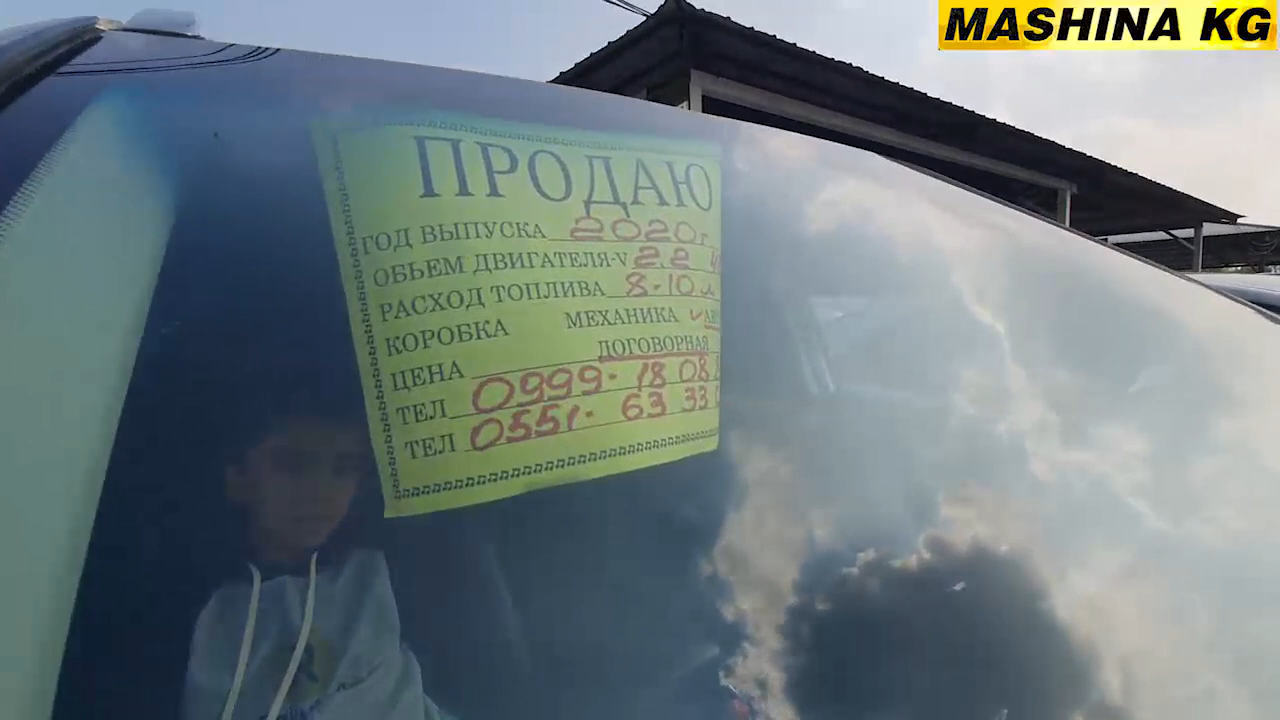 MASHINA KG
ПРОДАЮ
ГОД ВЫПУСКА 2020г
ОБЬЕМ ДВИГАТЕЛЯ-V 2.2
РАСХОД ТОПЛИВА 8-10 л
КОРОБКА МЕХАНИКА
ЦЕНА ДОГОВОРНАЯ
ТЕЛ 0999-18 08
ТЕЛ 0551-63 33